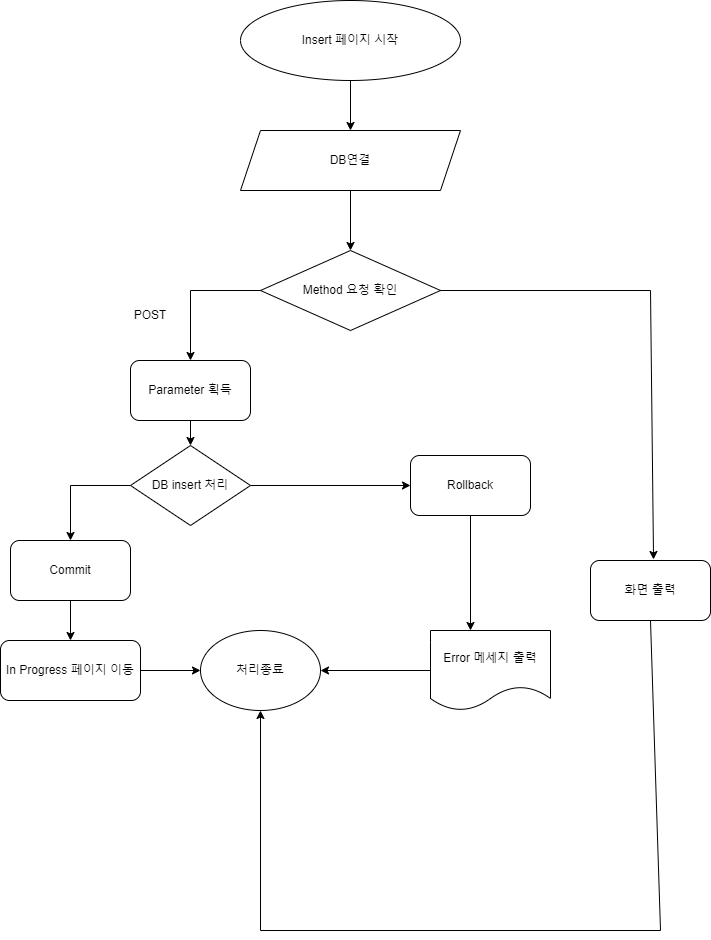 Insert 페이지 시작
DB연결
Method 요청 확인
POST
Parameter 획득
DB insert 처리
Rollback
Commit
화면 출력
In Progress 페이지 이동
처리종료
Error 메세지 출력